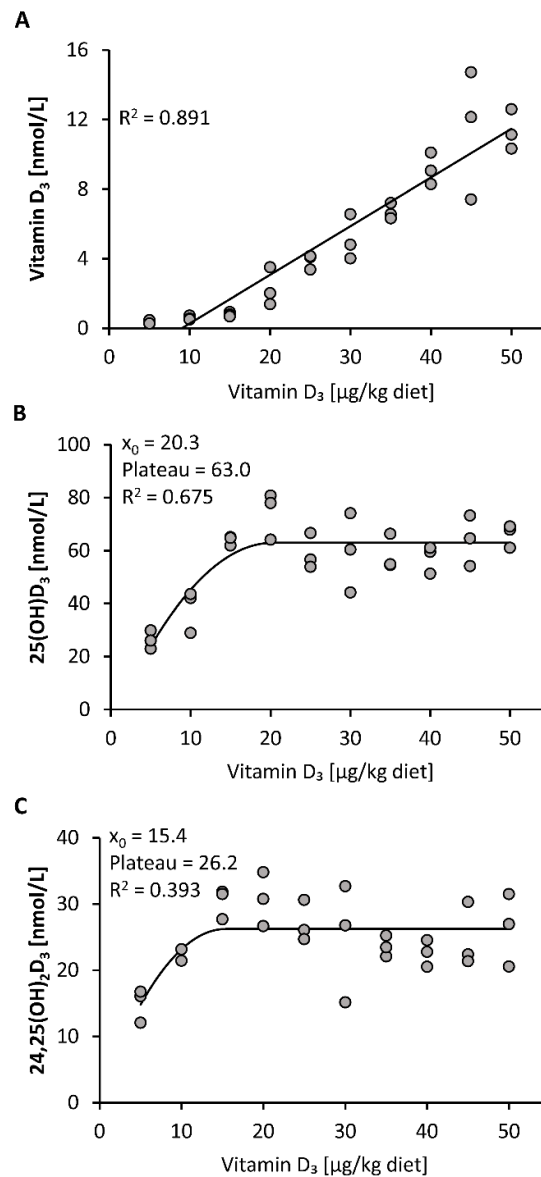 A
16
12
8
4
0
R² = 0.891
Vitamin D₃ [nmol/L]
0 10 20 30 40 50
Vitamin D₃ [µg/kg diet]
B
x₀ = 20.3
Plateau = 63.0
R² = 0.675
100
80
60
40
20
0
25(OH)D₃ [nmol/L]
0 10 20 30 40 50
Vitamin D₃ [µg/kg diet]
C
x₀ = 15.4
Plateau = 26.2
R² = 0.393
40
30
20
10
0
24,25(OH)₂D₃ [nmol/L]
0 10 20 30 40 50
Vitamin D₃ [µg/kg diet]